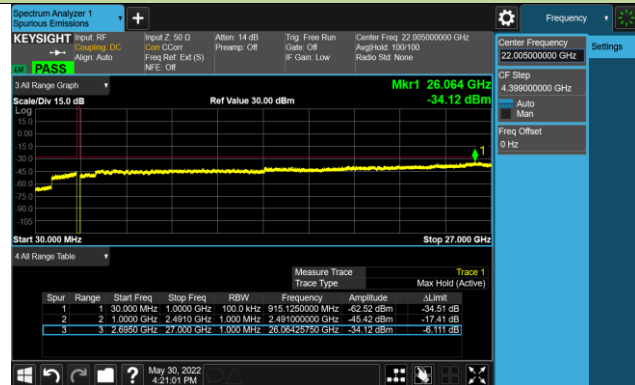 Spectrum Analyzer 1
Spurious Emissions
Frequency
KEYSIGHT
Input: RF
Coupling: DC
Align: Auto
Input Z: 50 Ω
Corr CCorr
Freq Ref: Ext (S)
NFE: Off
Atten: 14 dB
Preamp: Off
Trig: Free Run
Gate: Off
IF Gain: Low
Center Freq: 22.005000000 GHz
Avg|Hold: 100/100
Radio Std: None
PASS
Center Frequency
22.005000000 GHz
Settings
CF Step
4.399000000 GHz
Auto
Man
Freq Offset
0 Hz
3 All Range Graph
Mkr1 26.064 GHz
Scale/Div 15.0 dB
Ref Value 30.00 dBm
-34.12 dBm
Log
15.0
0.00
-15.0
-30.0
-45.0
-60.0
-75.0
-90.0
-105
1
Start 30.000 MHz
Stop 27.000 GHz
4 All Range Table
Measure Trace Trace 1
Trace Type Max Hold (Active)
Spur Range Start Freq Stop Freq RBW Frequency Amplitude ΔLimit
1 1 30.000 MHz 1.0000 GHz 100.0 kHz 915.1250000 MHz -62.52 dBm -34.51 dB
2 2 1.0000 GHz 2.4910 GHz 1.000 MHz 2.491000000 GHz -45.42 dBm -17.41 dB
3 3 2.6950 GHz 27.000 GHz 1.000 MHz 26.06425750 GHz -34.12 dBm -6.111 dB
?
May 30, 2022
4:21:01 PM